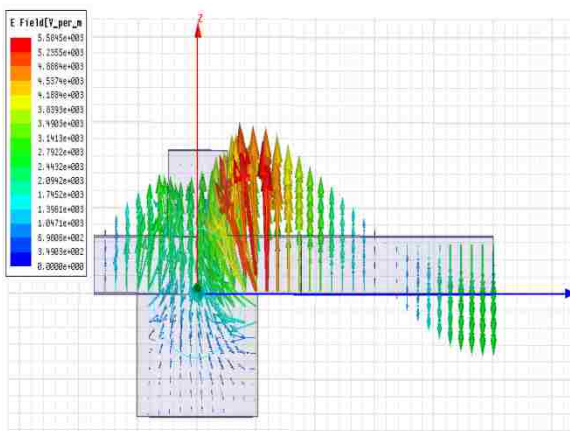 E Field[V_per_m
5.5845e+003
5.2355e+003
4.8864e+003
4.5374e+003
4.1884e+003
3.8393e+003
3.4903e+003
3.1413e+003
2.7922e+003
2.4432e+003
2.0942e+003
1.7452e+003
1.3961e+003
1.0471e+003
6.9806e+002
3.4903e+002
0.0000e+000
Z